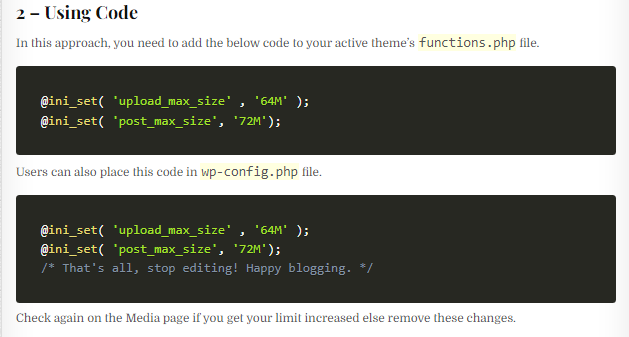 2 – Using Code
In this approach, you need to add the below code to your active theme's functions.php file.
@ini_set( 'upload_max_size' , '64M' );
@ini_set( 'post_max_size', '72M');
Users can also place this code in wp-config.php file.
@ini_set( 'upload_max_size' , '64M' );
@ini_set( 'post_max_size', '72M');
/* That's all, stop editing! Happy blogging. */
Check again on the Media page if you get your limit increased else remove these changes.